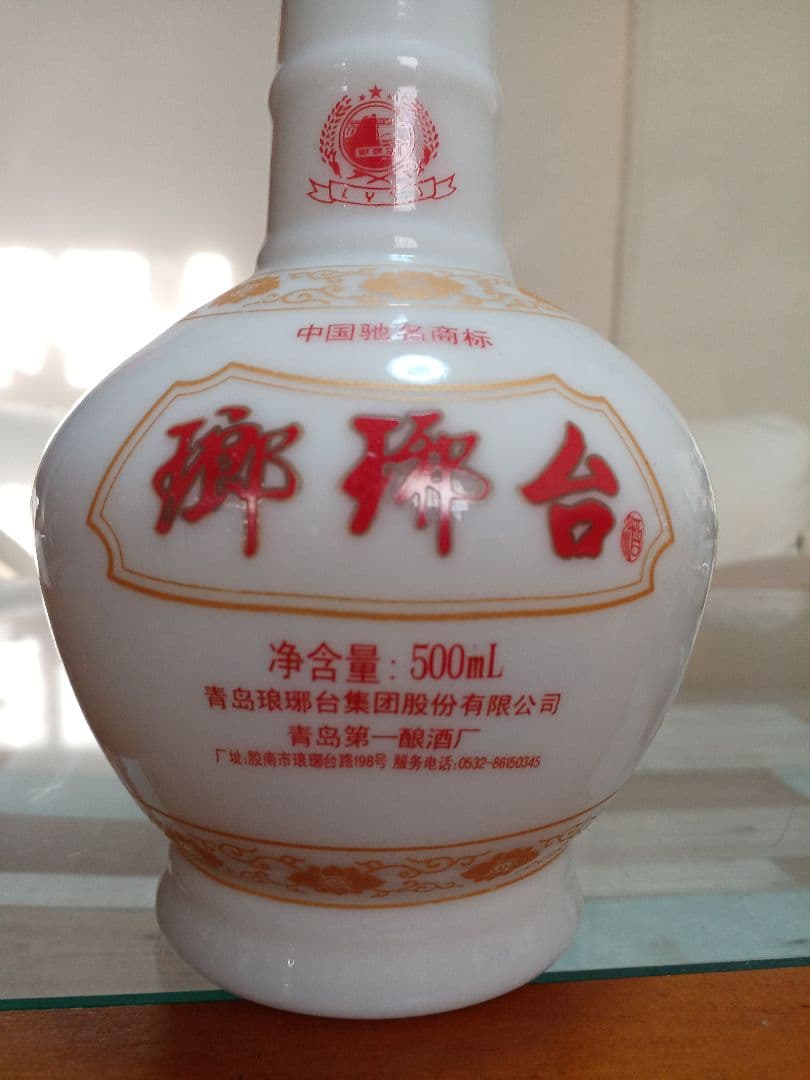 中国驰名商标
瑯琊台
酒
净含量: 500mL
青岛琅琊台集团股份有限公司
青岛第一酿酒厂
厂址:胶南市琅琊台路198号 服务电话:0532-86150345